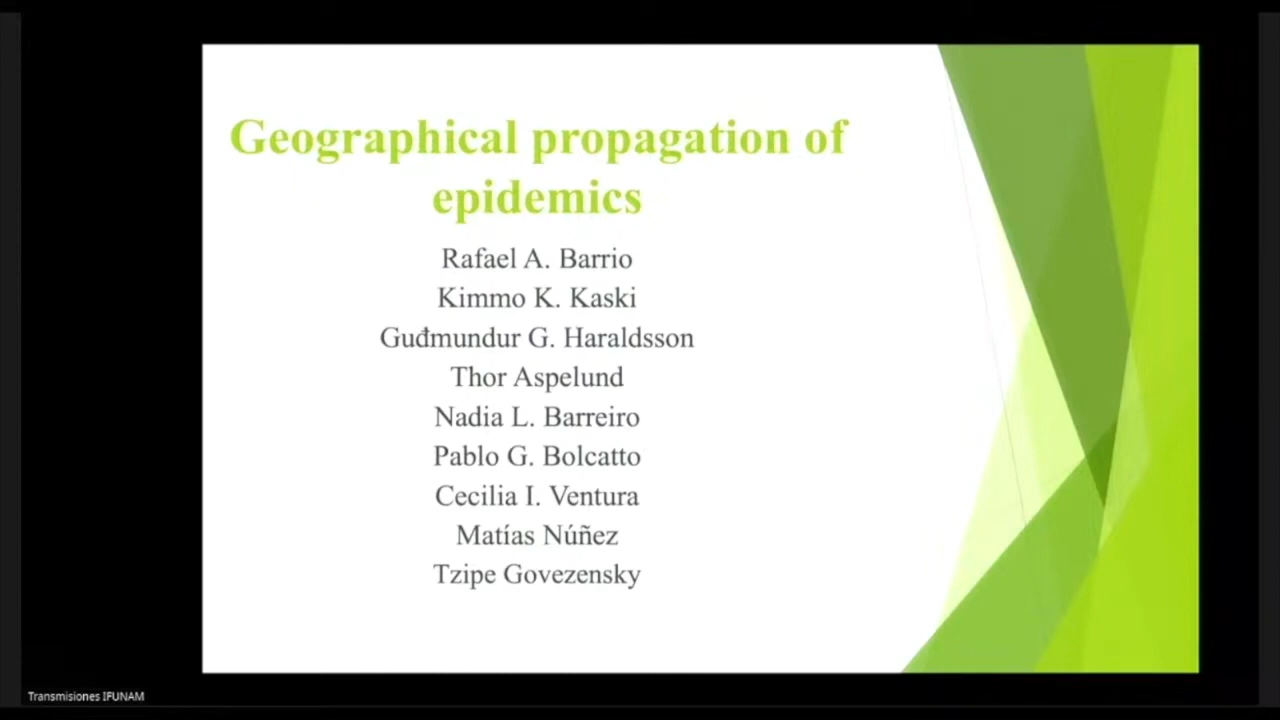 Geographical propagation of
epidemics
Rafael A. Barrio
Kimmo K. Kaski
Guđmundur G. Haraldsson
Thor Aspelund
Nadia L. Barreiro
Pablo G. Bolcatto
Cecilia I. Ventura
Matías Núñez
Tzipe Govezensky
Transmisiones IFUNAM